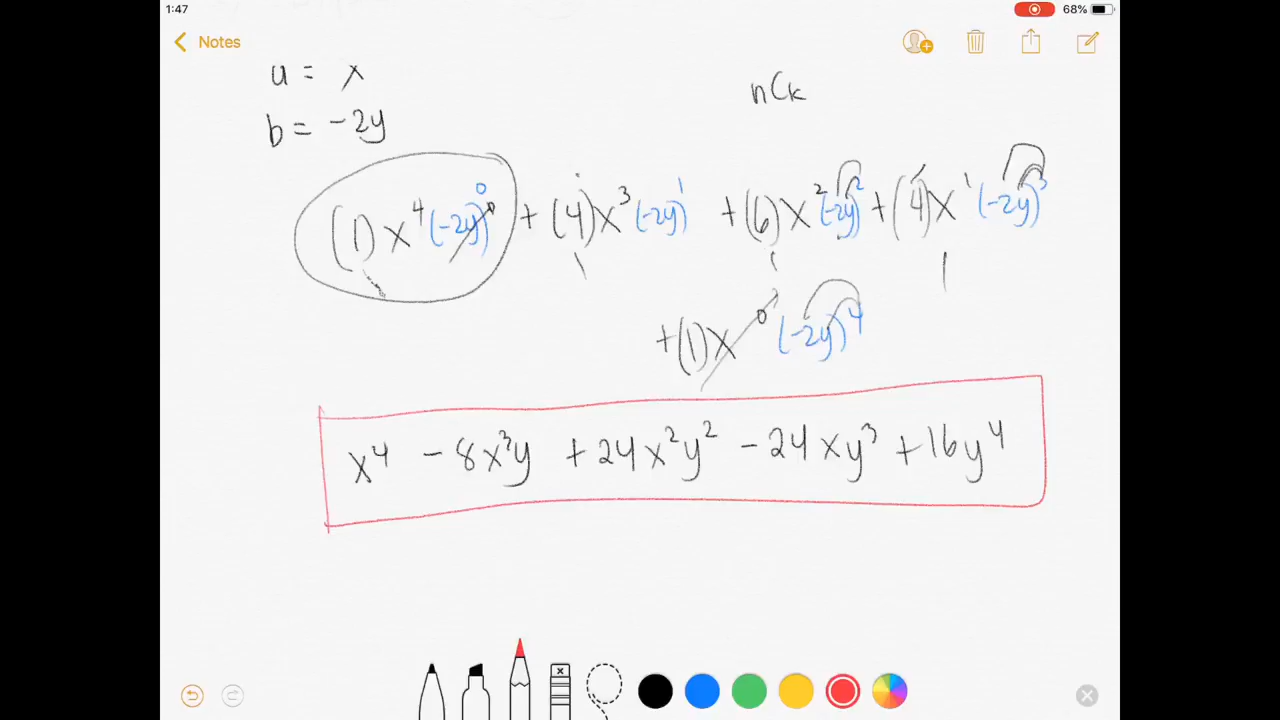 1:47
68%
Notes
a = x
b = -2y
nCk
(1)x⁴(-2y)⁰ + (4)x³(-2y)¹ + (6)x²(-2y)² + (4)x¹(-2y)³
+(1)x⁰(-2y)⁴
x⁴ - 8x³y + 24x²y² - 24xy³ + 16y⁴